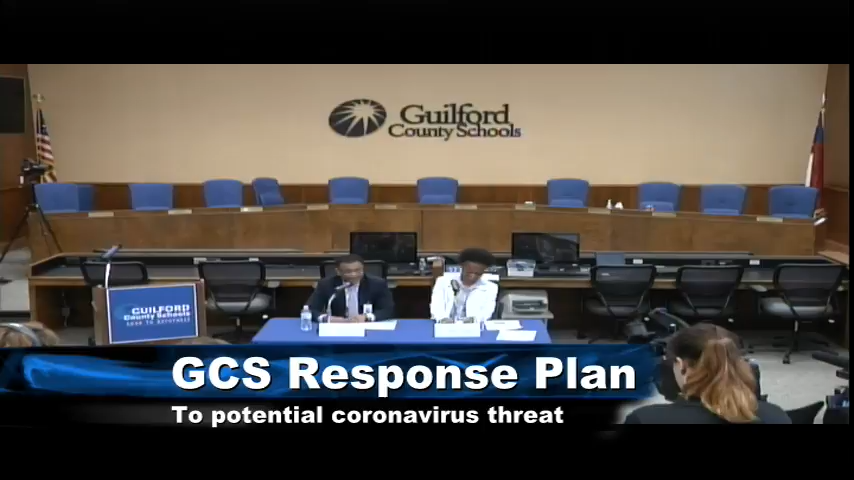 Guilford
County Schools
GUILFORD
County Schools
GCS Response Plan
To potential coronavirus threat